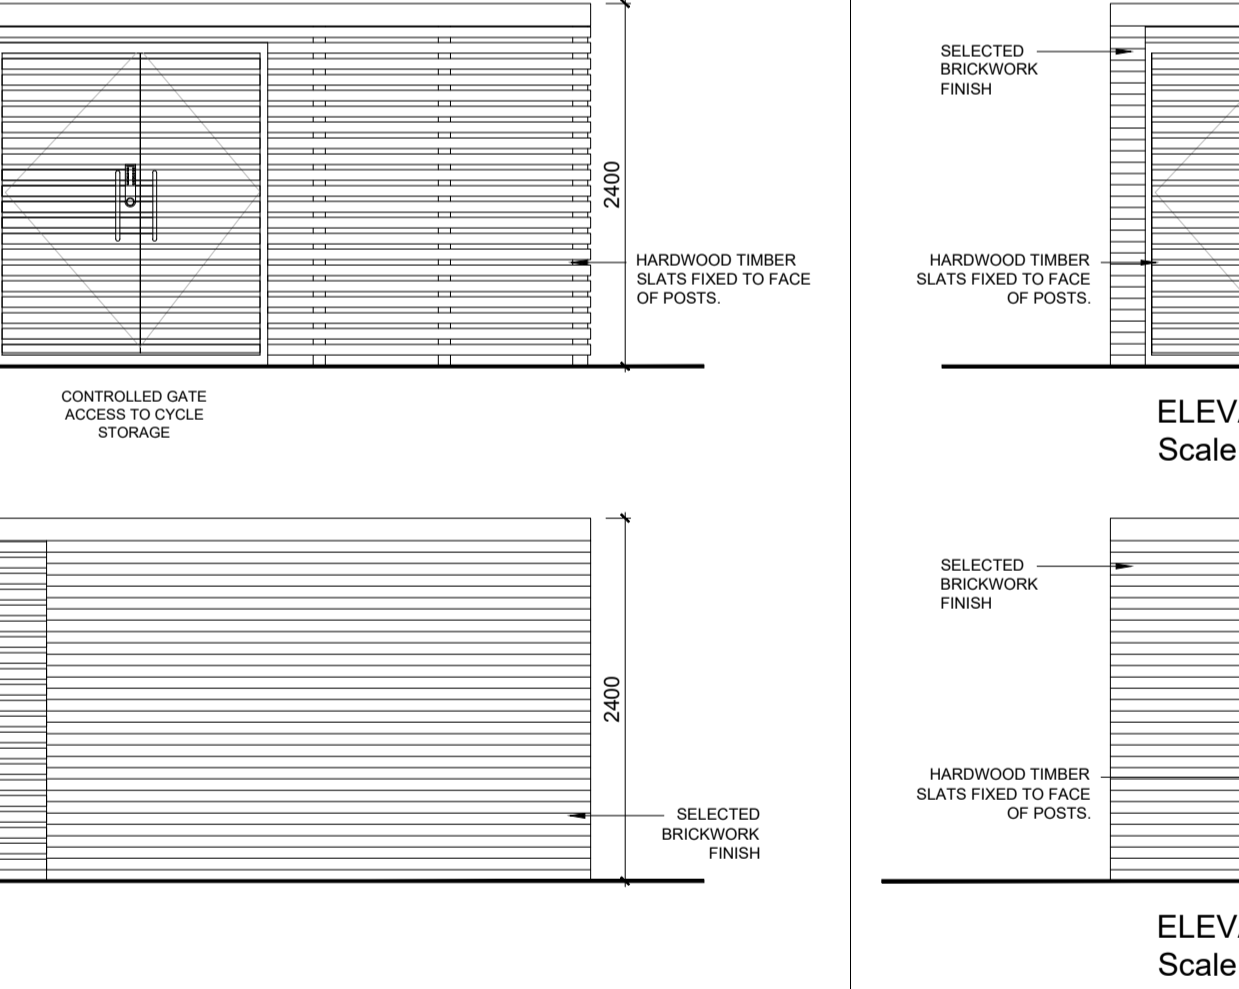 2400
HARDWOOD TIMBER
SLATS FIXED TO FACE
OF POSTS.
CONTROLLED GATE
ACCESS TO CYCLE
STORAGE
2400
SELECTED
BRICKWORK
FINISH
SELECTED
BRICKWORK
FINISH
HARDWOOD TIMBER
SLATS FIXED TO FACE
OF POSTS.
Scale
SELECTED
BRICKWORK
FINISH
HARDWOOD TIMBER
SLATS FIXED TO FACE
OF POSTS.
Scale